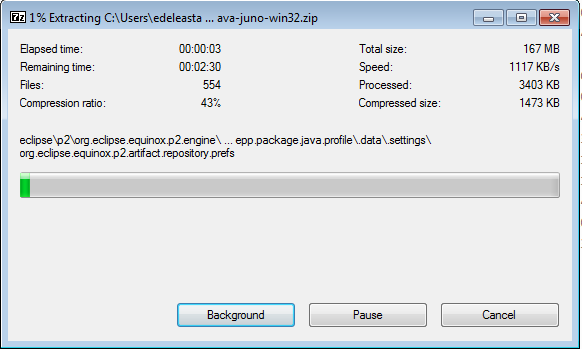 7z 1% Extracting C:\Users\edeleasta ... ava-juno-win32.zip
Elapsed time: 00:00:03 Total size: 167 MB
Remaining time: 00:02:30 Speed: 1117 KB/s
Files: 554 Processed: 3403 KB
Compression ratio: 43% Compressed size: 1473 KB
eclipse\p2\org.eclipse.equinox.p2.engine\ ... epp.package.java.profile\.data\.settings\
org.eclipse.equinox.p2.artifact.repository.prefs
Background Pause Cancel